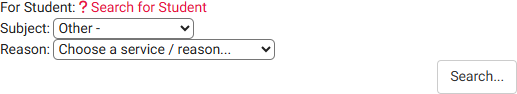 For Student: ? Search for Student
Subject: Other -
Reason: Choose a service / reason...
Search...